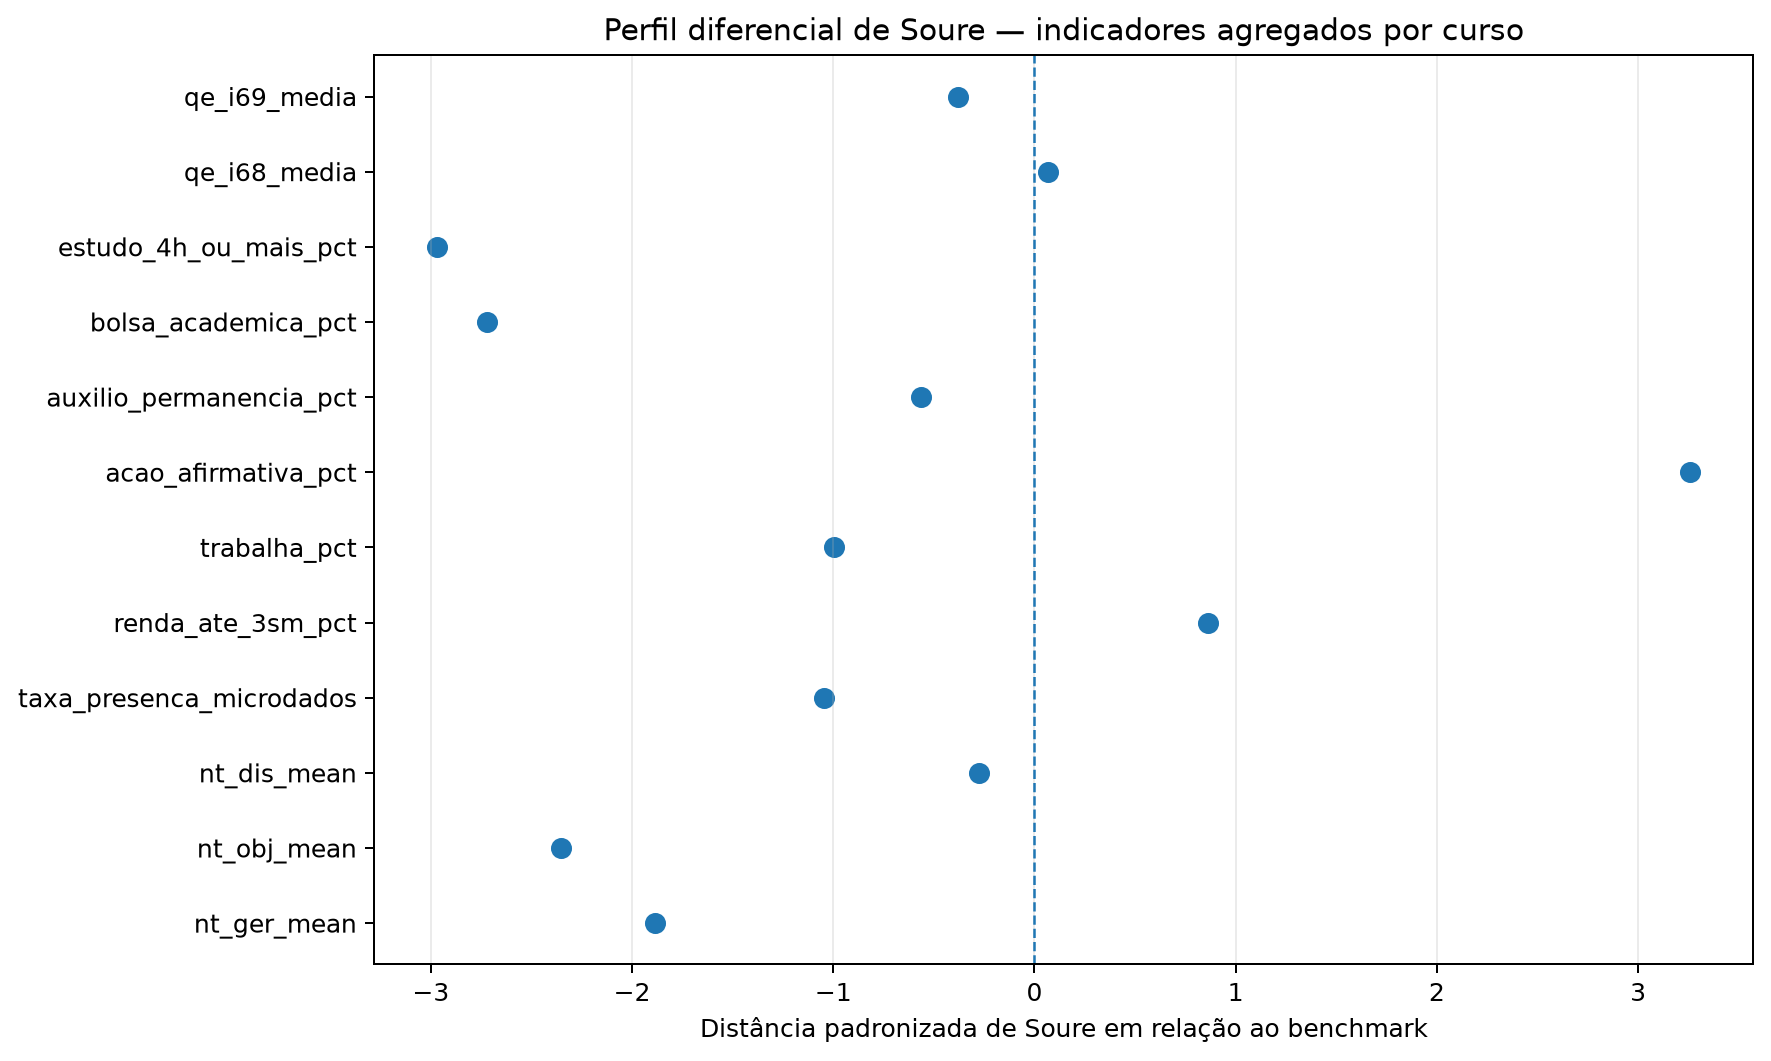 Perfil diferencial de Soure — indicadores agregados por curso
qe_i69_media
qe_i68_media
estudo_4h_ou_mais_pct
bolsa_academica_pct
auxilio_permanencia_pct
acao_afirmativa_pct
trabalha_pct
renda_ate_3sm_pct
taxa_presenca_microdados
nt_dis_mean
nt_obj_mean
nt_ger_mean
−3 −2 −1 0 1 2 3
Distância padronizada de Soure em relação ao benchmark